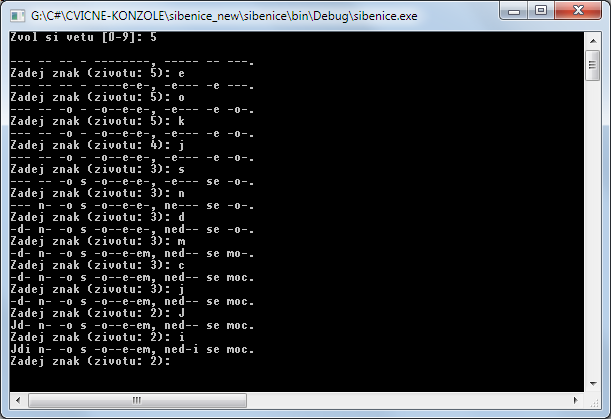 G:\C#\CVICNE-KONZOLE\sibenice_new\sibenice\bin\Debug\sibenice.exe
Zvol si vetu [0-9]: 5
--- -- -- - ---------, ----- -- ---.
Zadej znak (zivotu: 5): e
--- -- -- - ----e-e-, -e--- -e ---.
Zadej znak (zivotu: 5): o
--- -- -o - -o--e-e-, -e--- -e -o-.
Zadej znak (zivotu: 5): k
--- -- -o - -o--e-e-, -e--- -e -o-.
Zadej znak (zivotu: 4): j
--- -- -o - -o--e-e-, -e--- -e -o-.
Zadej znak (zivotu: 3): s
--- -- -o s -o--e-e-, -e--- se -o-.
Zadej znak (zivotu: 3): n
--- n- -o s -o--e-e-, ne--- se -o-.
Zadej znak (zivotu: 3): d
-d- n- -o s -o--e-e-, ned-- se -o-.
Zadej znak (zivotu: 3): m
-d- n- -o s -o--e-em, ned-- se mo-.
Zadej znak (zivotu: 3): c
-d- n- -o s -o--e-em, ned-- se moc.
Zadej znak (zivotu: 3): j
-d- n- -o s -o--e-em, ned-- se moc.
Zadej znak (zivotu: 2): J
Jd- n- -o s -o--e-em, ned-- se moc.
Zadej znak (zivotu: 2): i
Jdi n- -o s -o--e-em, ned-i se moc.
Zadej znak (zivotu: 2):